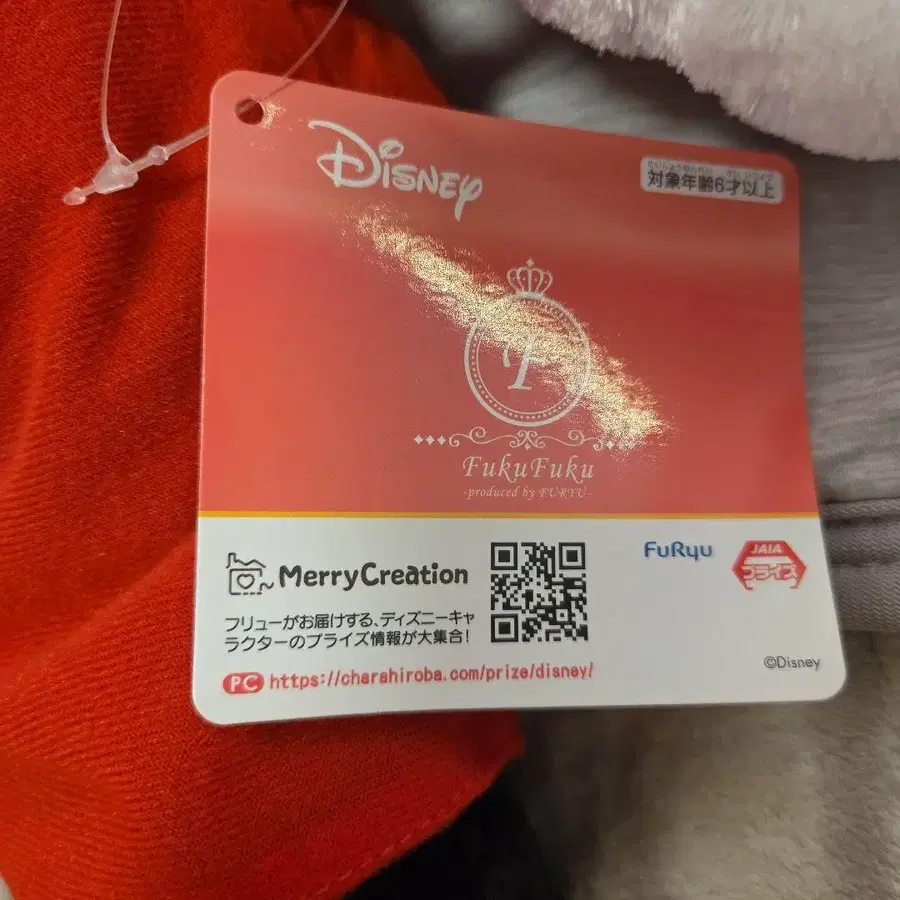 Disney
たいしょうねんれい さい いじょう
対象年齢6才以上
F
FukuFuku
-produced by FURYU-
MerryCreation
フリューがお届けする、ディズニーキャ
ラクターのプライズ情報が大集合!
PC https://charahiroba.com/prize/disney/
FuRyu
JAIA
プライズ
©Disney